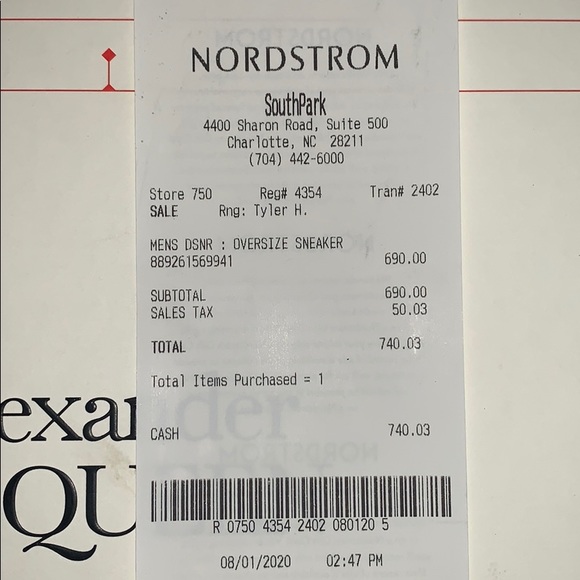 NORDSTROM
SouthPark
4400 Sharon Road, Suite 500
Charlotte, NC 28211
(704) 442-6000
Store 750 Reg# 4354 Tran# 2402
SALE Rng: Tyler H.
MENS DSNR : OVERSIZE SNEAKER
889261569941 690.00
SUBTOTAL 690.00
SALES TAX 50.03
TOTAL 740.03
Total Items Purchased = 1
exander
QU
CASH 740.03
R 0750 4354 2402 080120 5
08/01/2020 02:47 PM